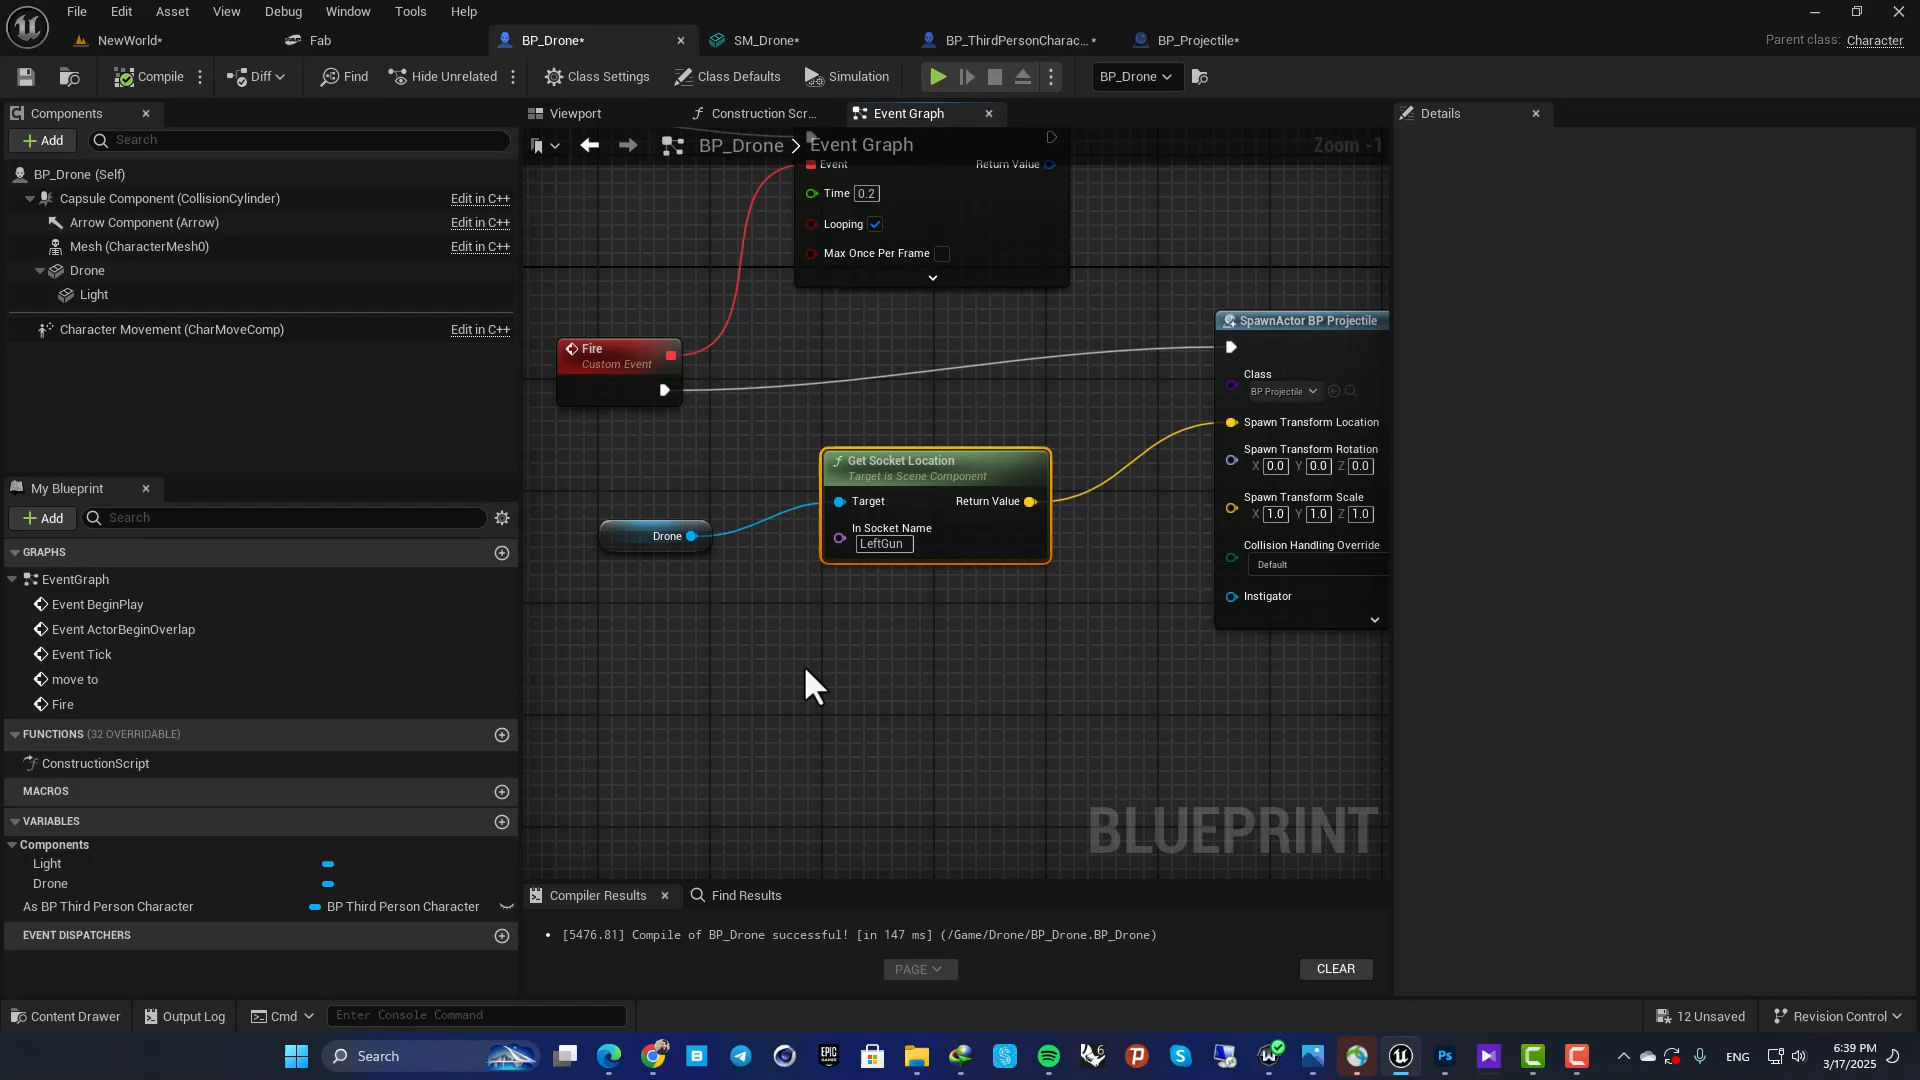 File Edit Asset View Debug Window Tools Help
NewWorld* Fab BP_Drone* SM_Drone* BP_ThirdPersonCharac...* BP_Projectile* Parent class: Character
Compile Diff Find Hide Unrelated Class Settings Class Defaults Simulation BP_Drone
Components Viewport Construction Scr... Event Graph Details
Add Search BP_Drone > Event Graph Zoom -1
BP_Drone (Self)
Capsule Component (CollisionCylinder) Edit in C++
Arrow Component (Arrow) Edit in C++
Mesh (CharacterMesh0) Edit in C++
Drone
Light
Character Movement (CharMoveComp) Edit in C++
Event Return Value
Time 0.2
Looping
Max Once Per Frame
Fire
Custom Event
Drone
Get Socket Location
Target is Scene Component
Target Return Value
In Socket Name
LeftGun
SpawnActor BP Projectile
Class
BP Projectile
Spawn Transform Location
Spawn Transform Rotation
X 0.0 Y 0.0 Z 0.0
Spawn Transform Scale
X 1.0 Y 1.0 Z 1.0
Collision Handling Override
Default
Instigator
BLUEPRINT
My Blueprint
Add Search
GRAPHS
EventGraph
Event BeginPlay
Event ActorBeginOverlap
Event Tick
move to
Fire
FUNCTIONS (32 OVERRIDABLE)
ConstructionScript
MACROS
VARIABLES
Components
Light
Drone
As BP Third Person Character BP Third Person Character
EVENT DISPATCHERS
Compiler Results Find Results
[5476.81] Compile of BP_Drone successful! [in 147 ms] (/Game/Drone/BP_Drone.BP_Drone)
PAGE CLEAR
Content Drawer Output Log Cmd Enter Console Command 12 Unsaved Revision Control
Search EPIC GAMES ENG 6:39 PM
3/17/2025